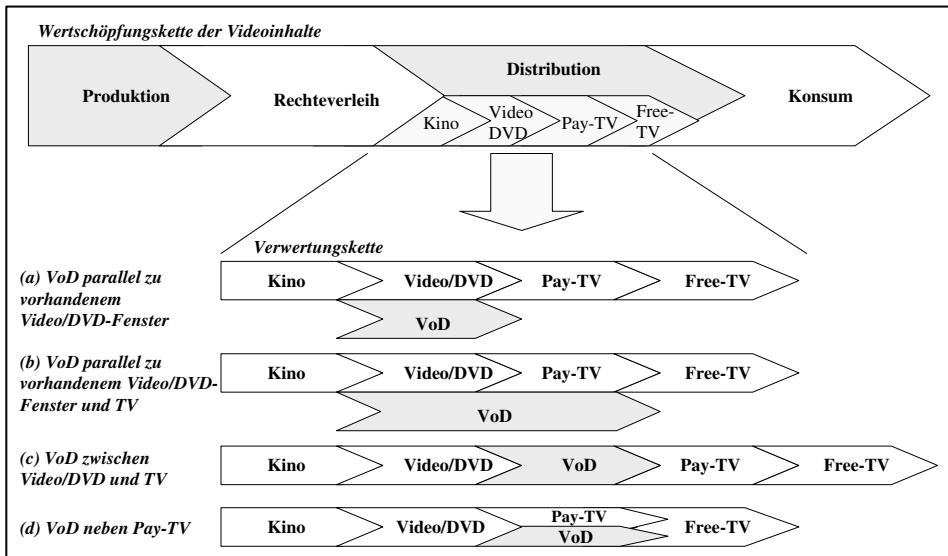 Wertschöpfungskette der Videoinhalte
Produktion
Rechteverleih
Distribution
Konsum
Kino
Video
DVD
Pay-TV
Free-
TV
Verwertungskette
(a) VoD parallel zu
vorhandenem
Video/DVD-Fenster
Kino
Video/DVD
Pay-TV
Free-TV
VoD
(b) VoD parallel zu
vorhandenem Video/DVD-
Fenster und TV
Kino
Video/DVD
Pay-TV
Free-TV
VoD
(c) VoD zwischen
Video/DVD und TV
Kino
Video/DVD
VoD
Pay-TV
Free-TV
(d) VoD neben Pay-TV
Kino
Video/DVD
Pay-TV
VoD
Free-TV